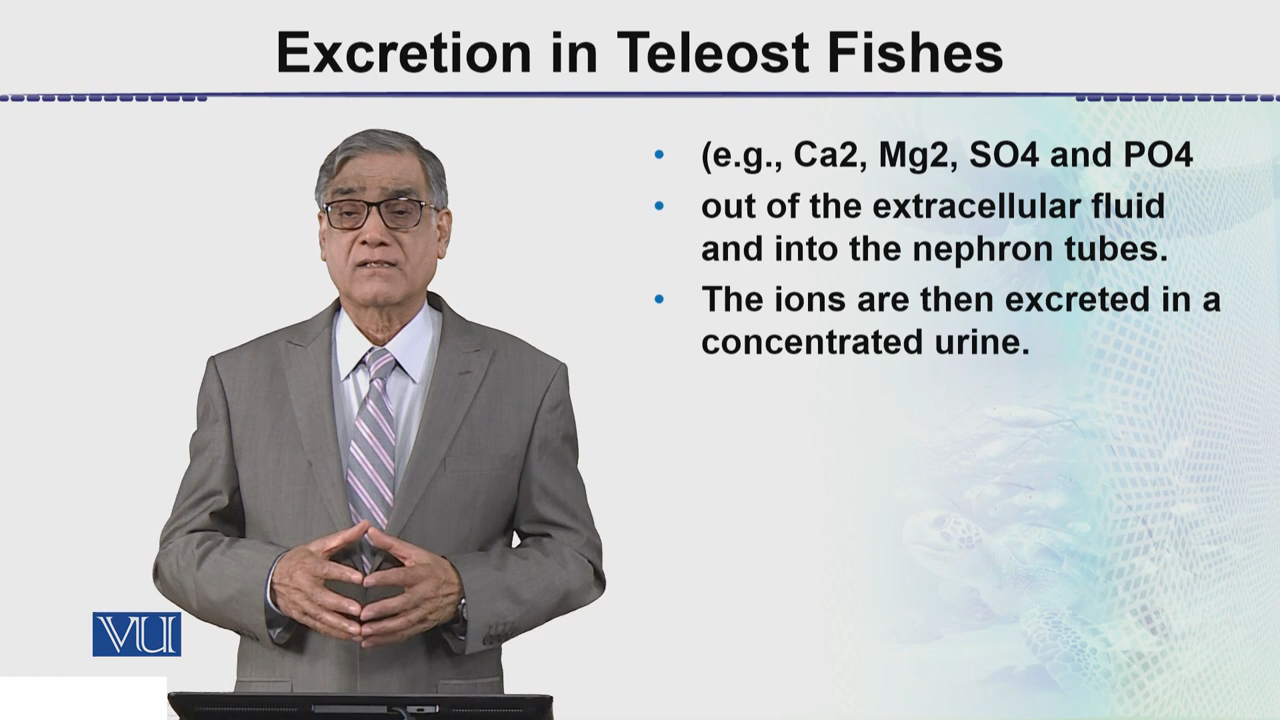 Excretion in Teleost Fishes
• (e.g., Ca2, Mg2, SO4 and PO4
• out of the extracellular fluid
and into the nephron tubes.
• The ions are then excreted in a
concentrated urine.
VU